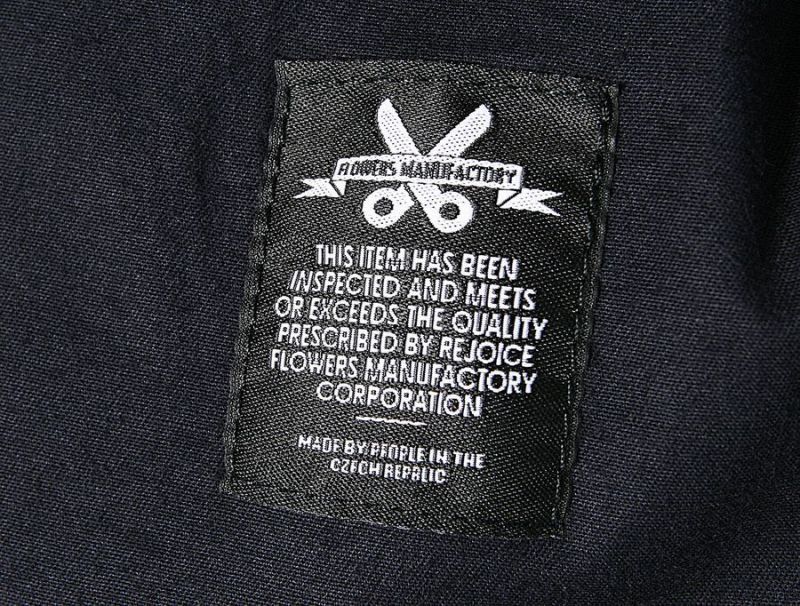 FLOWERS MANUFACTORY
THIS ITEM HAS BEEN
INSPECTED AND MEETS
OR EXCEEDS THE QUALITY
PRESCRIBED BY REJOICE
FLOWERS MANUFACTORY
CORPORATION
MADE BY PEOPLE IN THE
CZECH REPBLIC